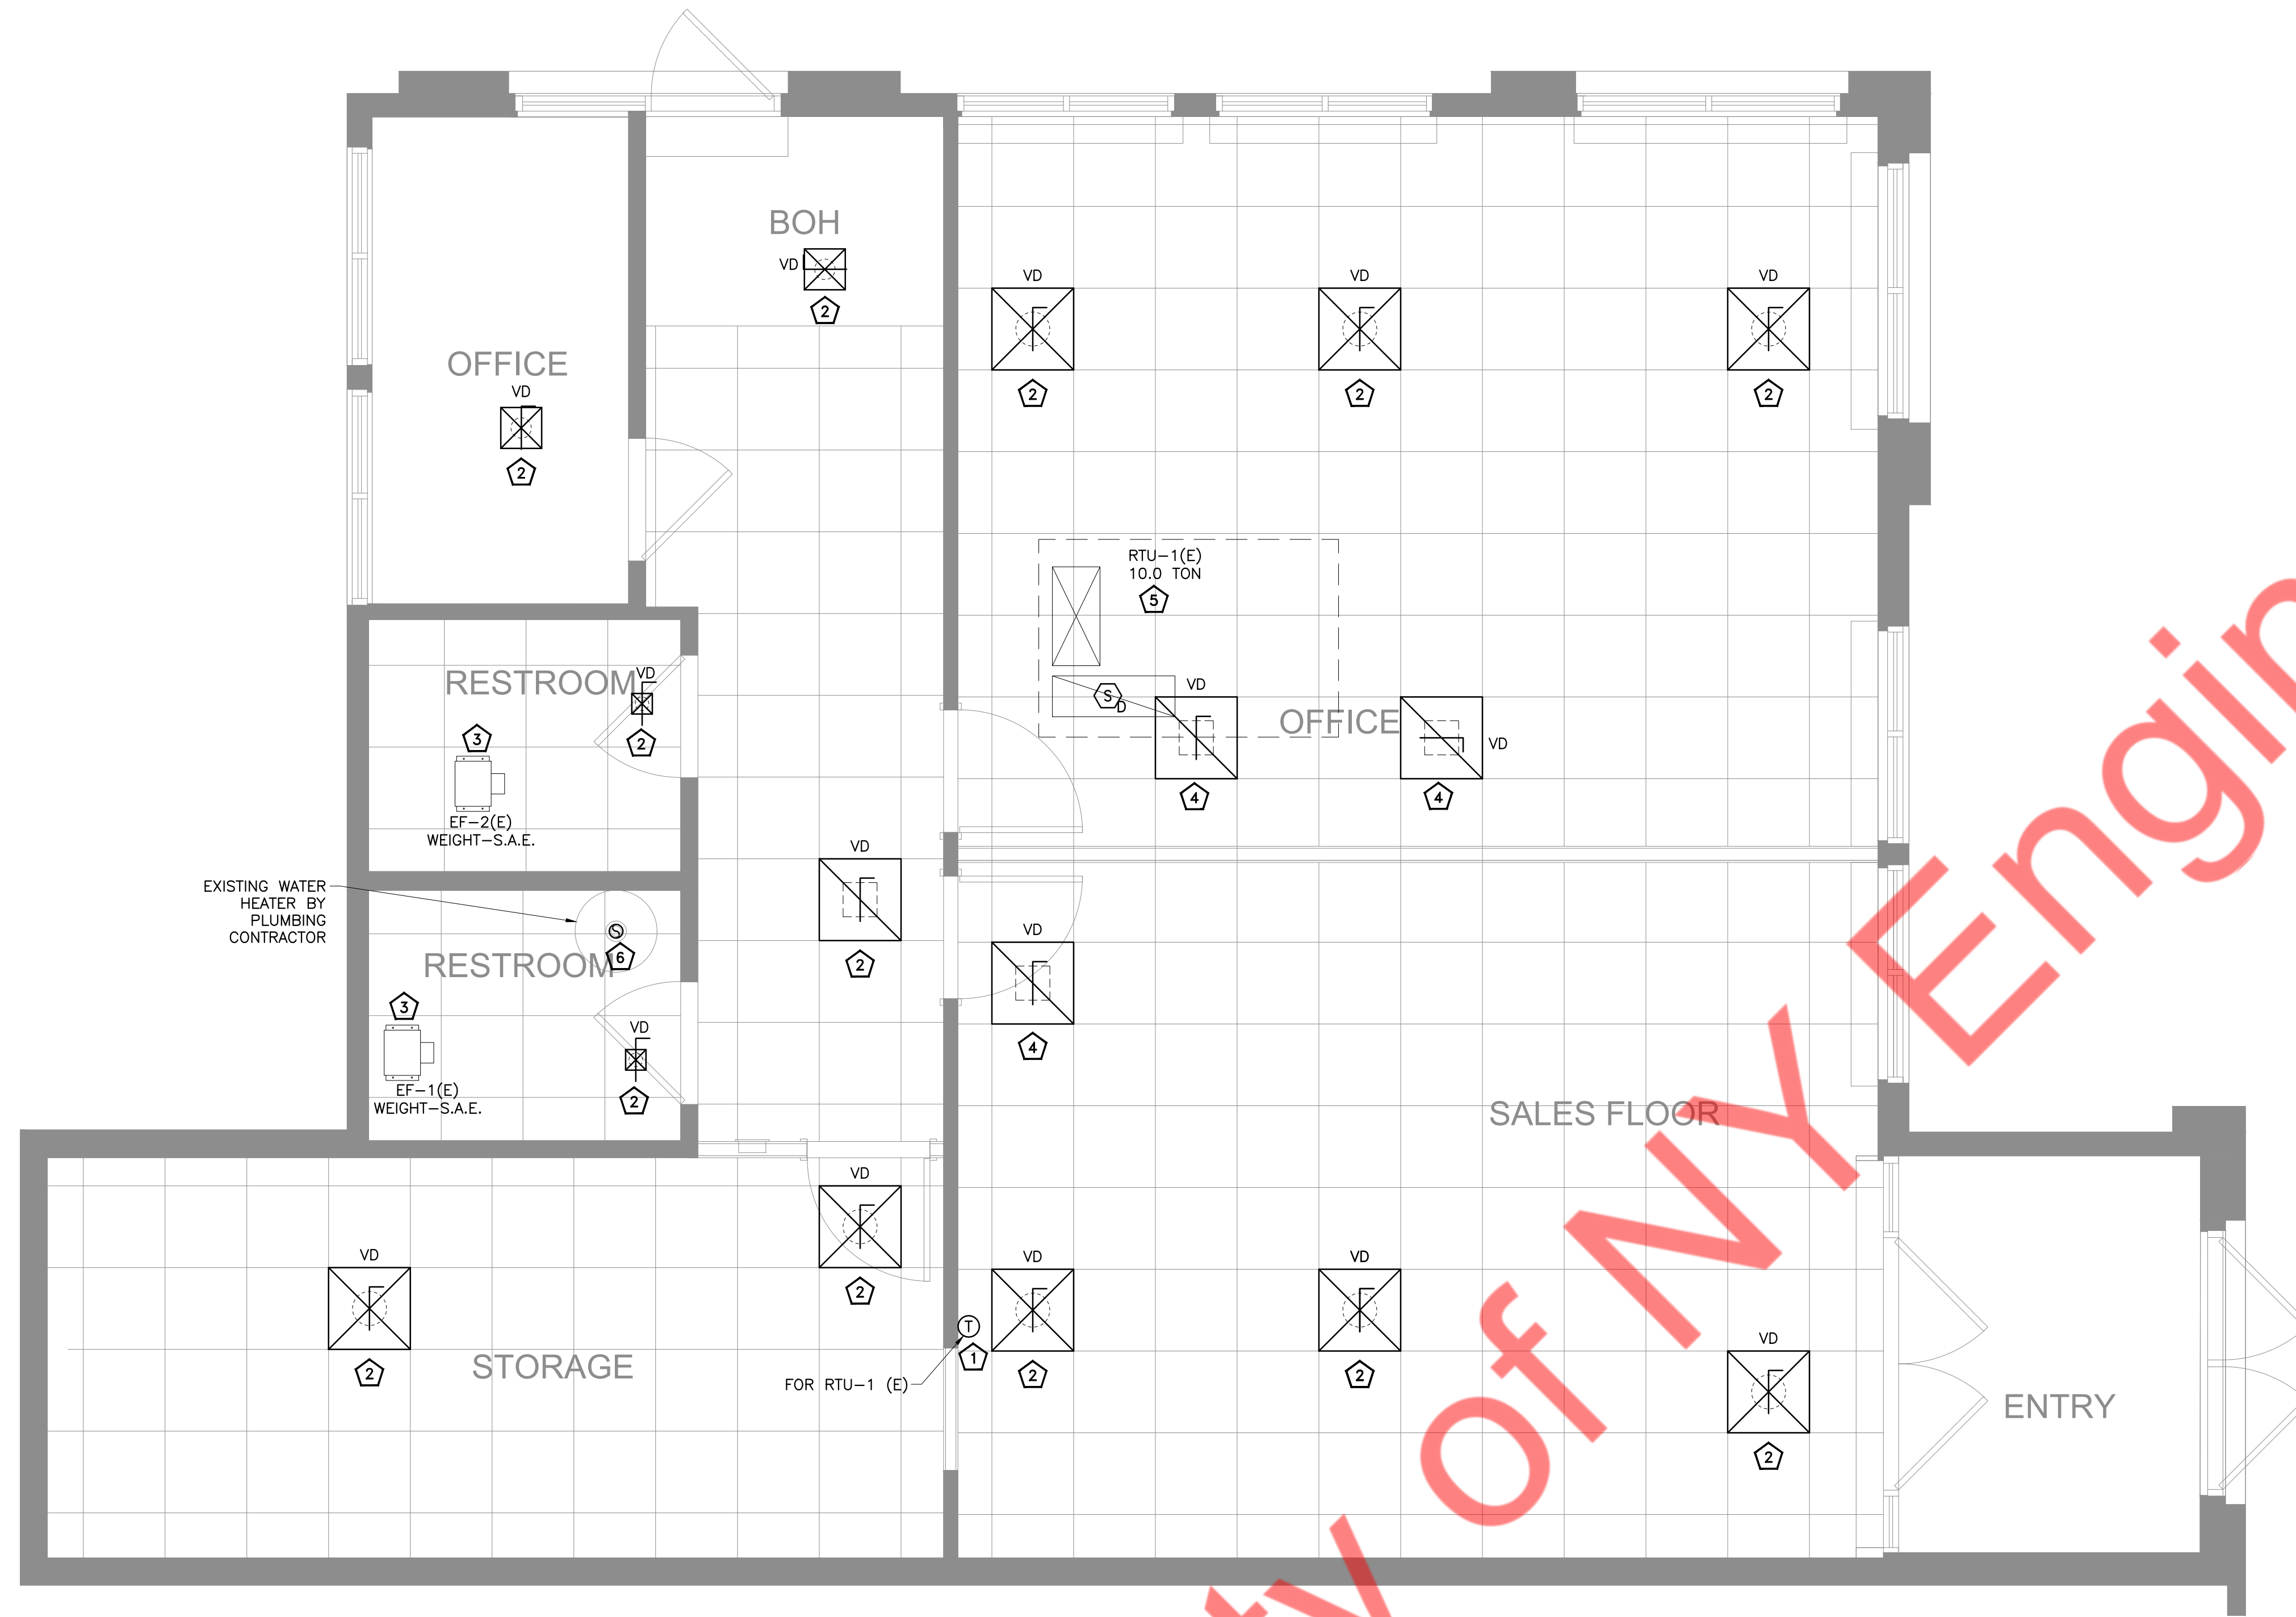 BOH
VD
2
VD
2
VD
2
VD
2
OFFICE
VD
2
RTU-1(E)
10.0 TON
5
RESTROOM
VD
2
3
EF-2(E)
WEIGHT-S.A.E.
S
D
VD
4
OFFICE
VD
4
EXISTING WATER
HEATER BY
PLUMBING
CONTRACTOR
S
6
RESTROOM
3
EF-1(E)
WEIGHT-S.A.E.
VD
2
VD
2
VD
4
SALES FLOOR
VD
2
VD
2
STORAGE
T
1
FOR RTU-1 (E)
VD
2
VD
2
VD
2
ENTRY
of NY Engin